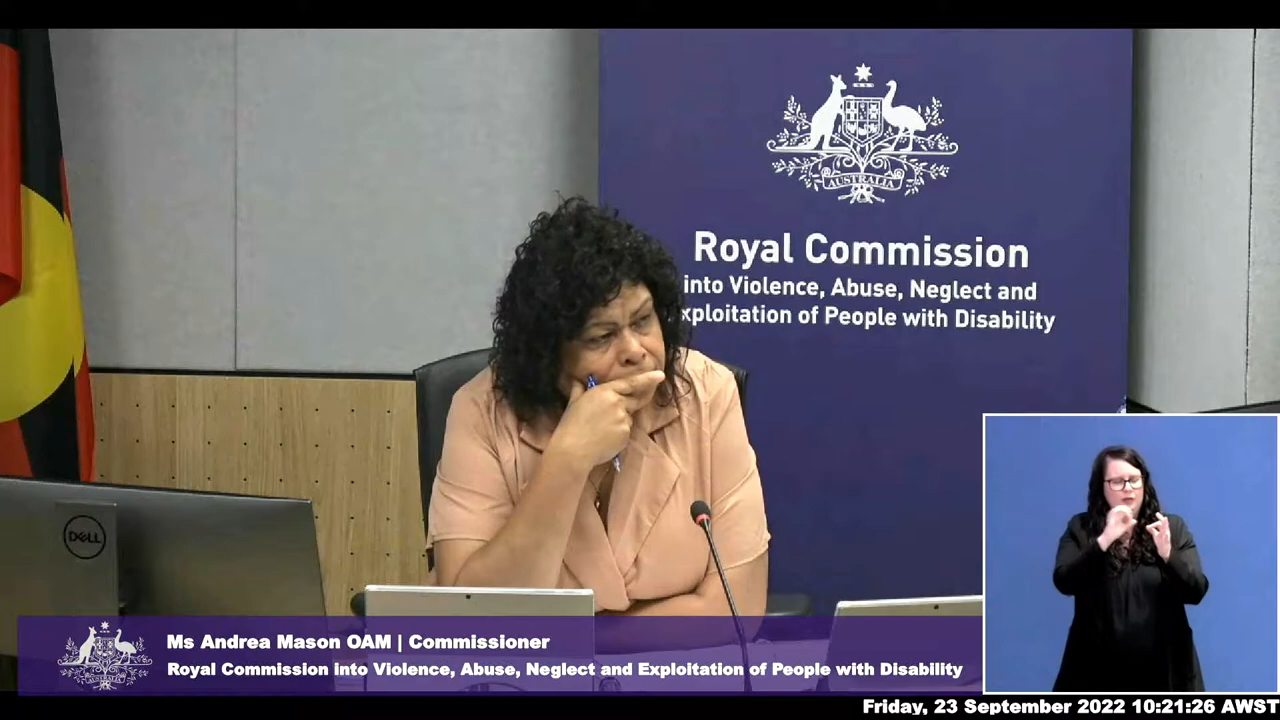 AUSTRALIA
Royal Commission
into Violence, Abuse, Neglect and
xploitation of People with Disability
DELL
Ms Andrea Mason OAM | Commissioner
Royal Commission into Violence, Abuse, Neglect and Exploitation of People with Disability
Friday, 23 September 2022 10:21:26 AWST